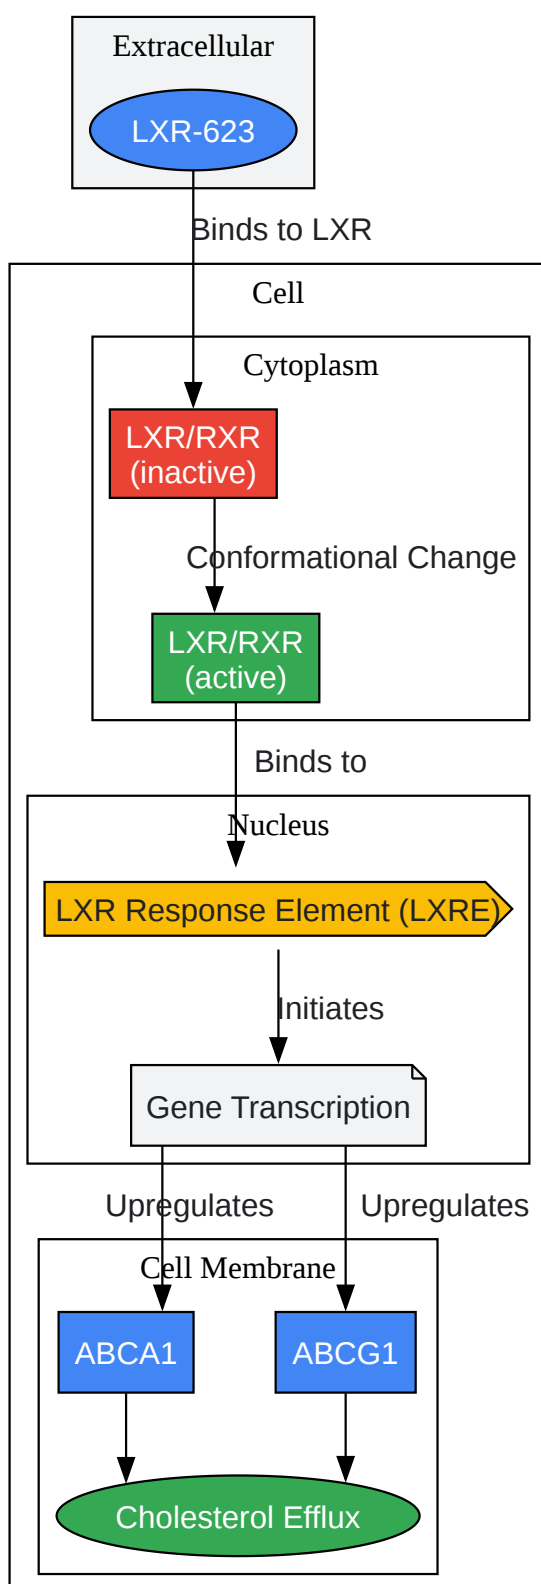 Extracellular
LXR-623
Binds to LXR
Cell
Cytoplasm
LXR/RXR
(inactive)
Conformational Change
LXR/RXR
(active)
Binds to
Nucleus
LXR Response Element (LXRE)
Initiates
Gene Transcription
Upregulates
Upregulates
Cell Membrane
ABCA1
ABCG1
Cholesterol Efflux